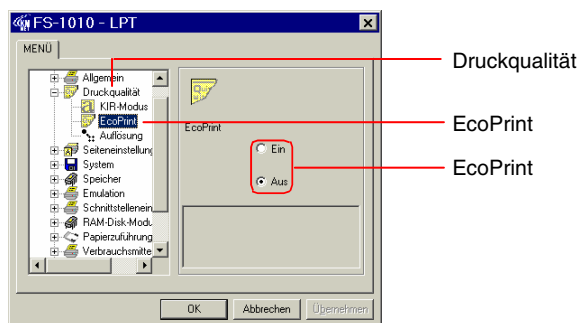 FS-1010 - LPT
MENÜ
Allgemein
Druckqualität
KIR-Modus
EcoPrint
Auflösung
Seiteneinstellung
System
Speicher
Emulation
Schnittstellenein
RAM-Disk-Modu
Papierzuführung
Verbrauchsmitte
EcoPrint
Ein
Aus
OK
Abbrechen
Übernehmen
Druckqualität
EcoPrint
EcoPrint